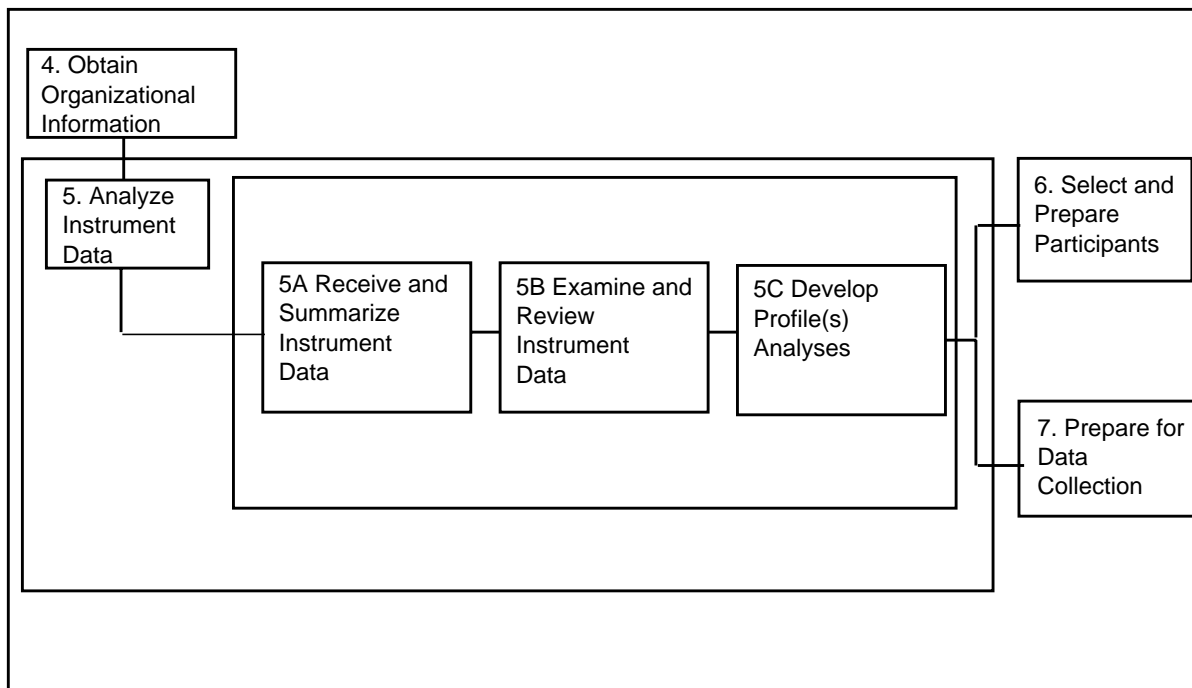 4. Obtain
Organizational
Information
5. Analyze
Instrument
Data
5A Receive and
Summarize
Instrument
Data
5B Examine and
Review
Instrument
Data
5C Develop
Profile(s)
Analyses
6. Select and
Prepare
Participants
7. Prepare for
Data
Collection